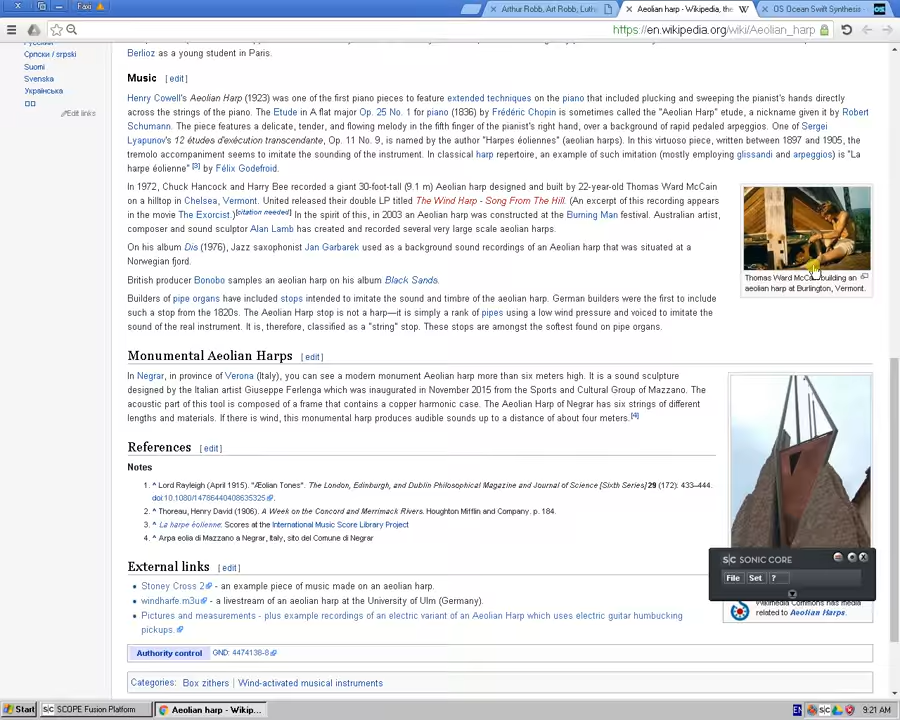 Faxi
Arthur Robb, Art Robb, Luth
Aeolian harp - Wikipedia, the
OS Ocean Swift Synthesis -
https://en.wikipedia.org/wiki/Aeolian_harp
Српски / srpski
Suomi
Svenska
Українська
Edit links
Berlioz as a young student in Paris.
Music [ edit ]
Henry Cowell's Aeolian Harp (1923) was one of the first piano pieces to feature extended techniques on the piano that included plucking and sweeping the pianist's hands directly
across the strings of the piano. The Etude in A flat major Op. 25 No. 1 for piano (1836) by Frédéric Chopin is sometimes called the "Aeolian Harp" etude, a nickname given it by Robert
Schumann. The piece features a delicate, tender, and flowing melody in the fifth finger of the pianist's right hand, over a background of rapid pedaled arpeggios. One of Sergei
Lyapunov's 12 études d'exécution transcendante, Op. 11 No. 9, is named by the author "Harpes éoliennes" (aeolian harps). In this virtuoso piece, written between 1897 and 1905, the
tremolo accompaniment seems to imitate the sounding of the instrument. In classical harp repertoire, an example of such imitation (mostly employing glissandi and arpeggios) is "La
harpe éolienne" [3] by Félix Godefroid.
In 1972, Chuck Hancock and Harry Bee recorded a giant 30-foot-tall (9.1 m) Aeolian harp designed and built by 22-year-old Thomas Ward McCain
on a hilltop in Chelsea, Vermont. United released their double LP titled The Wind Harp - Song From The Hill. (An excerpt of this recording appears
in the movie The Exorcist.)[citation needed] In the spirit of this, in 2003 an Aeolian harp was constructed at the Burning Man festival. Australian artist,
composer and sound sculptor Alan Lamb has created and recorded several very large scale aeolian harps.
On his album Dis (1976), Jazz saxophonist Jan Garbarek used as a background sound recordings of an Aeolian harp that was situated at a
Norwegian fjord.
British producer Bonobo samples an aeolian harp on his album Black Sands.
Builders of pipe organs have included stops intended to imitate the sound and timbre of the aeolian harp. German builders were the first to include
such a stop from the 1820s. The Aeolian Harp stop is not a harp—it is simply a rank of pipes using a low wind pressure and voiced to imitate the
sound of the real instrument. It is, therefore, classified as a "string" stop. These stops are amongst the softest found on pipe organs.
Thomas Ward McCain building an
aeolian harp at Burlington, Vermont.
Monumental Aeolian Harps [ edit ]
In Negrar, in province of Verona (Italy), you can see a modern monument Aeolian harp more than six meters high. It is a sound sculpture
designed by the Italian artist Giuseppe Ferlenga which was inaugurated in November 2015 from the Sports and Cultural Group of Mazzano. The
acoustic part of this tool is composed of a frame that contains a copper harmonic case. The Aeolian Harp of Negrar has six strings of different
lengths and materials. If there is wind, this monumental harp produces audible sounds up to a distance of about four meters.[4]
References [ edit ]
Notes
1. ^ Lord Rayleigh (April 1915). "Æolian Tones". The London, Edinburgh, and Dublin Philosophical Magazine and Journal of Science [Sixth Series] 29 (172): 433–444.
doi:10.1080/14786440408635325
2. ^ Thoreau, Henry David (1906). A Week on the Concord and Merrimack Rivers. Houghton Mifflin and Company. p. 184.
3. ^ La harpe éolienne: Scores at the International Music Score Library Project
4. ^ Arpa eolia di Mazzano a Negrar, Italy, sito del Comune di Negrar
External links [ edit ]
Stoney Cross 2 - an example piece of music made on an aeolian harp.
windharfe.m3u - a livestream of an aeolian harp at the University of Ulm (Germany).
Pictures and measurements - plus example recordings of an electric variant of an Aeolian Harp which uses electric guitar humbucking
pickups.
S|C SONIC CORE
File Set ?
Wikimedia Commons has media
related to Aeolian Harps.
Authority control GND: 4474138-8
Categories: Box zithers | Wind-activated musical instruments
Start
S|C SCOPE Fusion Platform
Aeolian harp - Wikip...
EN
S|C
9:21 AM